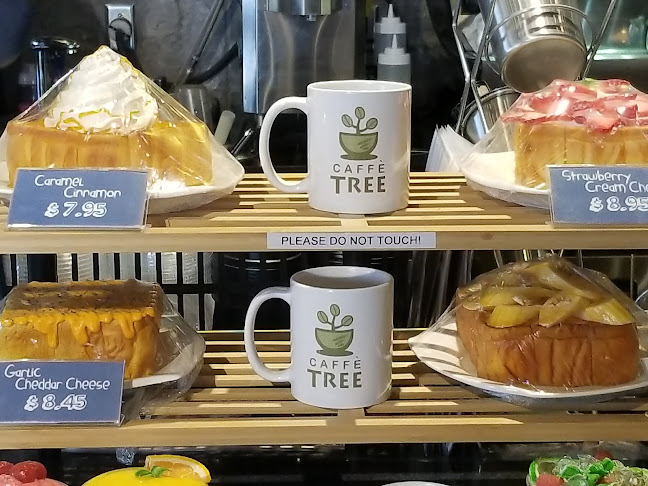 CAFFÈ
TREE
Caramel
Cinnamon
$ 7.95
Strawberry
Cream Che
$ 8.95
PLEASE DO NOT TOUCH!
CAFFÈ
TREE
Garlic
Cheddar Cheese
$ 8.45